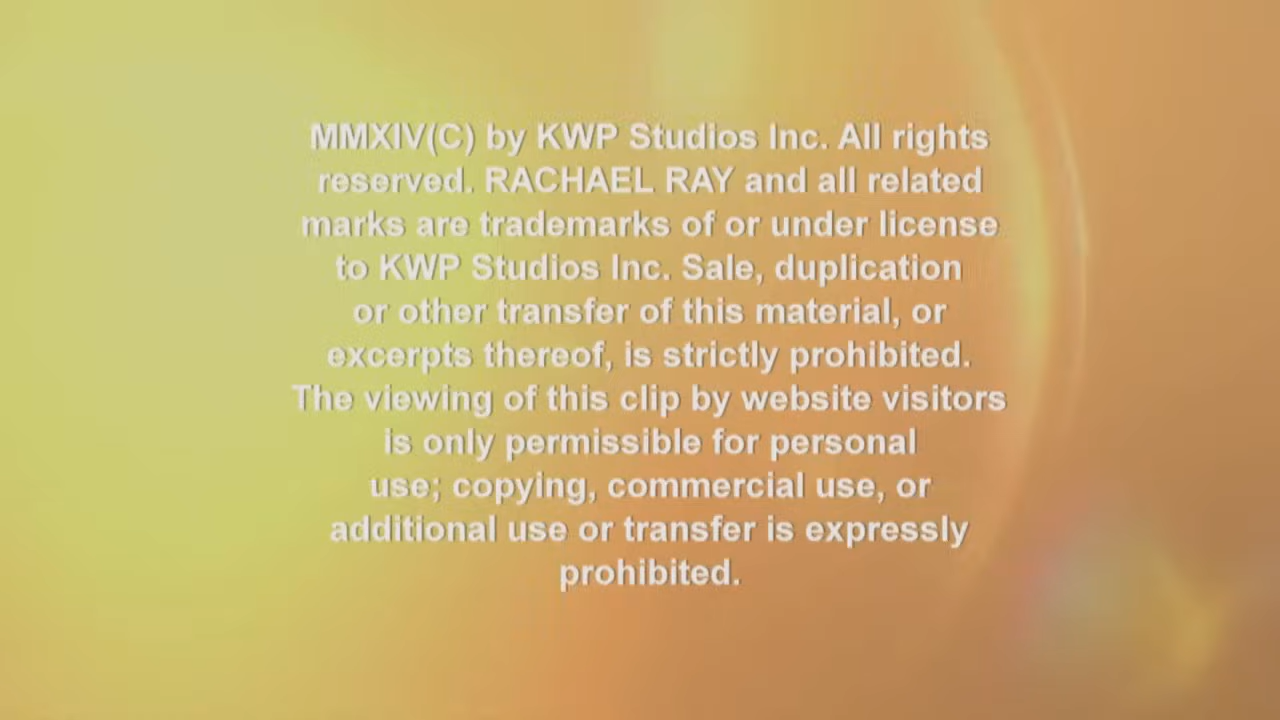 MMXIV(C) by KWP Studios Inc. All rights
reserved. RACHAEL RAY and all related
marks are trademarks of or under license
to KWP Studios Inc. Sale, duplication
or other transfer of this material, or
excerpts thereof, is strictly prohibited.
The viewing of this clip by website visitors
is only permissible for personal
use; copying, commercial use, or
additional use or transfer is expressly
prohibited.